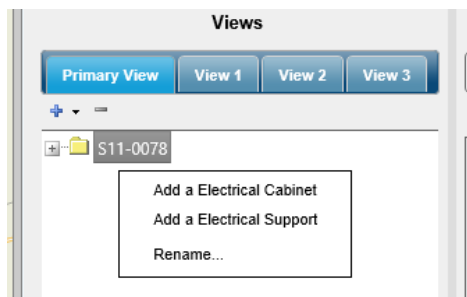 Views
Primary View View 1 View 2 View 3
S11-0078
Add a Electrical Cabinet
Add a Electrical Support
Rename...